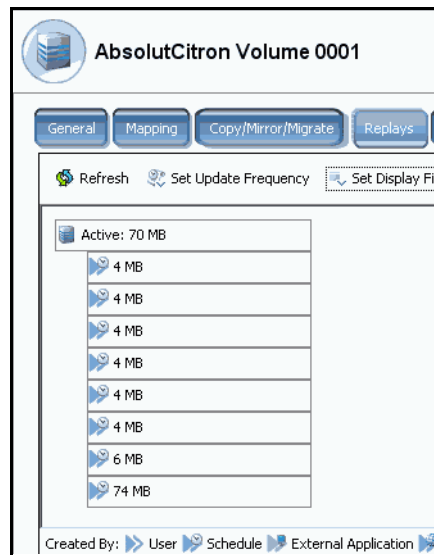 AbsolutCitron Volume 0001
General Mapping Copy/Mirror/Migrate Replays
Refresh Set Update Frequency Set Display Fi
Active: 70 MB
4 MB
4 MB
4 MB
4 MB
4 MB
4 MB
6 MB
74 MB
Created By: User Schedule External Application